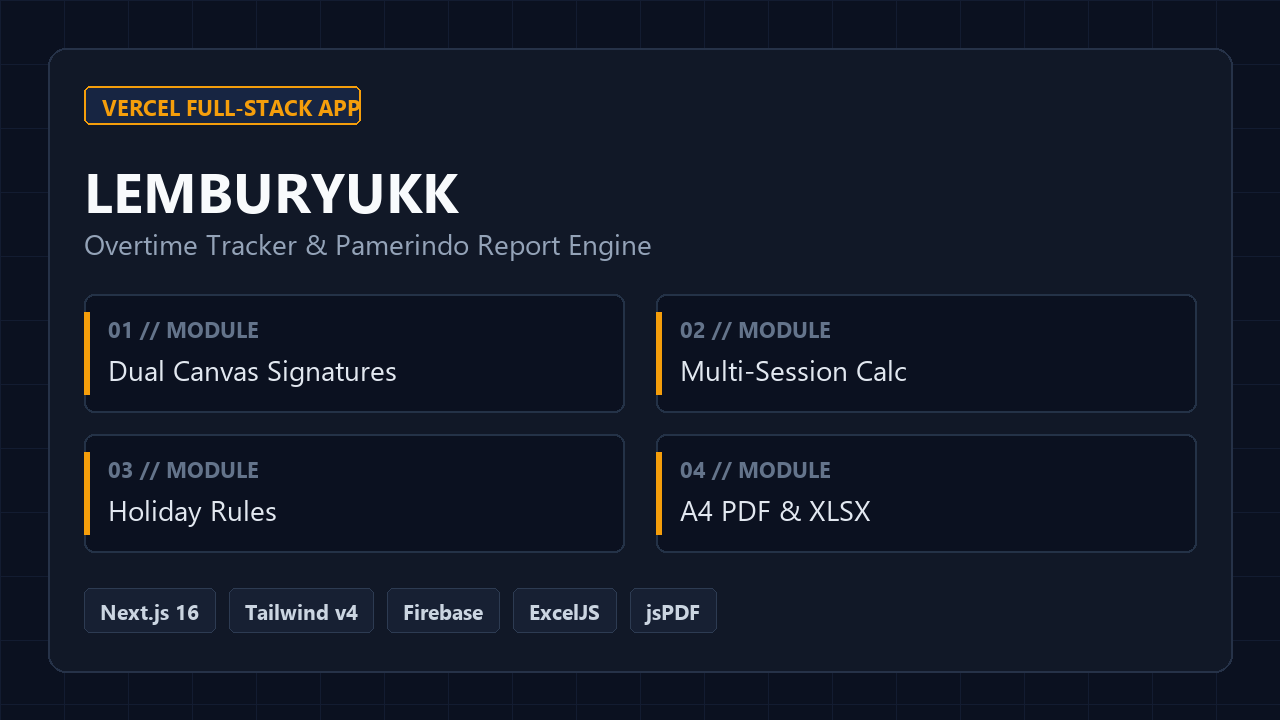 VERCEL FULL-STACK APP
LEMBURYUKK
Overtime Tracker & Pamerindo Report Engine
01 // MODULE
Dual Canvas Signatures
02 // MODULE
Multi-Session Calc
03 // MODULE
Holiday Rules
04 // MODULE
A4 PDF & XLSX
Next.js 16
Tailwind v4
Firebase
ExcelJS
jsPDF